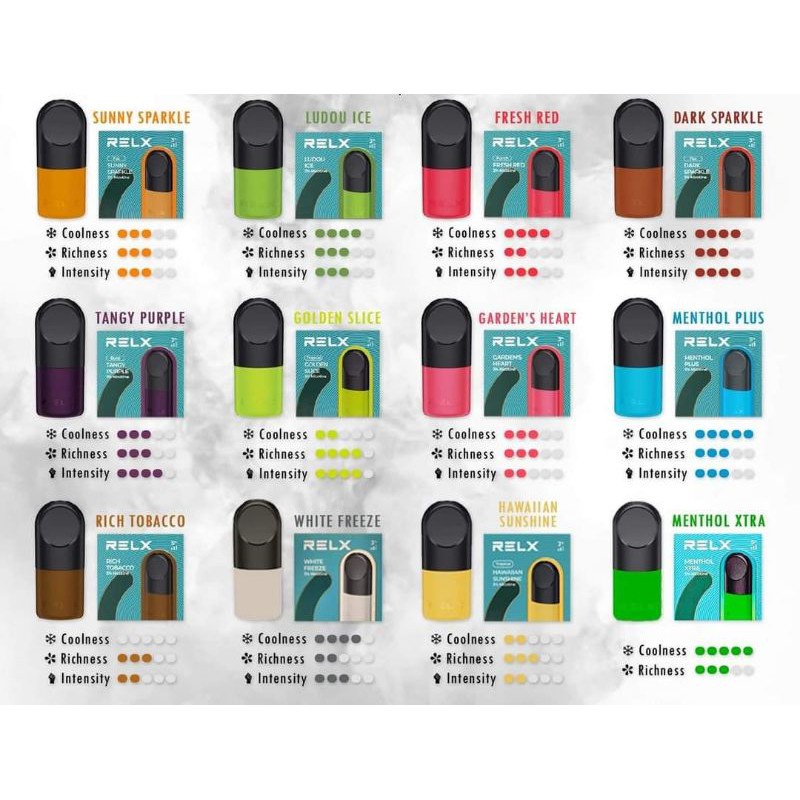 SUNNY SPARKLE
RELX
SUNNY
SPARKLE
Coolness
Richness
Intensity
LUDOU ICE
RELX
LUDOU
ICE
Coolness
Richness
Intensity
FRESH RED
RELX
FRESH RED
Coolness
Richness
Intensity
DARK SPARKLE
RELX
DARK
SPARKLE
Coolness
Richness
Intensity
TANGY PURPLE
RELX
TANGY
PURPLE
Coolness
Richness
Intensity
GOLDEN SLICE
RELX
Tropical
GOLDEN
SLICE
Coolness
Richness
Intensity
GARDEN'S HEART
RELX
GARDEN'S
HEART
Coolness
Richness
Intensity
MENTHOL PLUS
RELX
MENTHOL
PLUS
Coolness
Richness
Intensity
RICH TOBACCO
RELX
RICH
TOBACCO
Coolness
Richness
Intensity
WHITE FREEZE
RELX
WHITE
FREEZE
Coolness
Richness
Intensity
HAWAIIAN
SUNSHINE
RELX
Tropical
HAWAIIAN
SUNSHINE
Coolness
Richness
Intensity
MENTHOL XTRA
RELX
MENTHOL
XTRA
Coolness
Richness